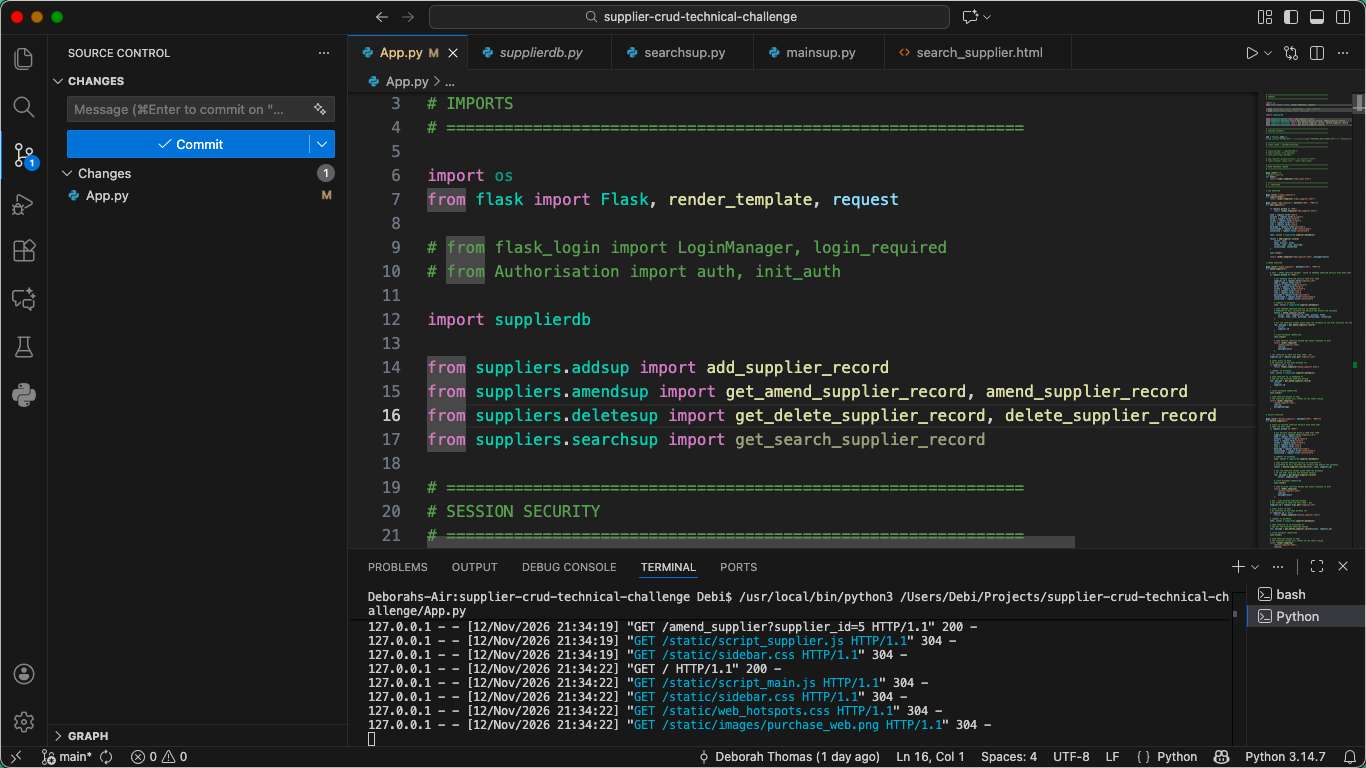 supplier-crud-technical-challenge
SOURCE CONTROL
CHANGES
Message (⌘Enter to commit on "...
Commit
Changes 1
App.py M
GRAPH
1
App.py M
supplierdb.py
searchsup.py
mainsup.py
search_supplier.html
App.py > ...
3 # IMPORTS
4 # ============================================================
5
6 import os
7 from flask import Flask, render_template, request
8
9 # from flask_login import LoginManager, login_required
10 # from Authorisation import auth, init_auth
11
12 import supplierdb
13
14 from suppliers.addsup import add_supplier_record
15 from suppliers.amendsup import get_amend_supplier_record, amend_supplier_record
16 from suppliers.deletesup import get_delete_supplier_record, delete_supplier_record
17 from suppliers.searchsup import get_search_supplier_record
18
19 # ============================================================
20 # SESSION SECURITY
21 # ============================================================
PROBLEMS OUTPUT DEBUG CONSOLE TERMINAL PORTS
Deborahs-Air:supplier-crud-technical-challenge Debi$ /usr/local/bin/python3 /Users/Debi/Projects/supplier-crud-technical-ch
allenge/App.py
127.0.0.1 - - [12/Nov/2026 21:34:19] "GET /amend_supplier?supplier_id=5 HTTP/1.1" 200 -
127.0.0.1 - - [12/Nov/2026 21:34:19] "GET /static/script_supplier.js HTTP/1.1" 304 -
127.0.0.1 - - [12/Nov/2026 21:34:19] "GET /static/sidebar.css HTTP/1.1" 304 -
127.0.0.1 - - [12/Nov/2026 21:34:22] "GET / HTTP/1.1" 200 -
127.0.0.1 - - [12/Nov/2026 21:34:22] "GET /static/script_main.js HTTP/1.1" 304 -
127.0.0.1 - - [12/Nov/2026 21:34:22] "GET /static/sidebar.css HTTP/1.1" 304 -
127.0.0.1 - - [12/Nov/2026 21:34:22] "GET /static/web_hotspots.css HTTP/1.1" 304 -
127.0.0.1 - - [12/Nov/2026 21:34:22] "GET /static/images/purchase_web.png HTTP/1.1" 304 -
bash
Python
main* 0 0 Deborah Thomas (1 day ago) Ln 16, Col 1 Spaces: 4 UTF-8 LF { } Python Python 3.14.7